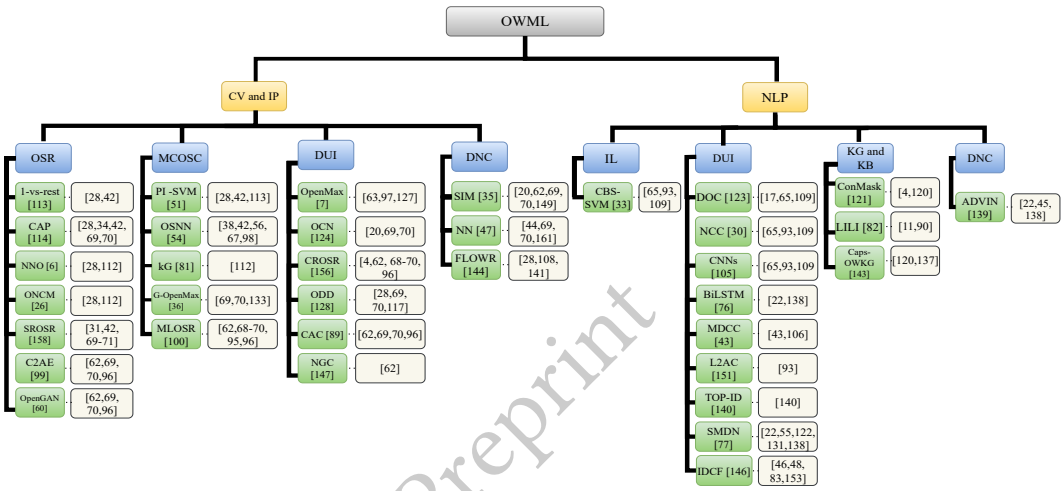 OWML
CV and IP
NLP
OSR
MCOSC
DUI
DNC
IL
DUI
KG and
KB
DNC
1-vs-rest
[113]
[28,42]
CAP
[114]
[28,34,42,
69,70]
NNO [6]
[28,112]
ONCM
[26]
[28,112]
SROSR
[158]
[31,42,
69-71]
C2AE
[99]
[62,69,
70,96]
OpenGAN
[60]
[62,69,
70,96]
PI -SVM
[51]
[28,42,113]
OSNN
[54]
[38,42,56,
67,98]
kG [81]
[112]
G-OpenMax
[36]
[69,70,133]
MLOSR
[100]
[62,68-70,
95,96]
OpenMax
[7]
[63,97,127]
OCN
[124]
[20,69,70]
CROSR
[156]
[4,62, 68-70,
96]
ODD
[128]
[28,69,
70,117]
CAC [89]
[62,69,70,96]
NGC
[147]
[62]
SIM [35]
[20,62,69,
70,149]
NN [47]
[44,69,
70,161]
FLOWR
[144]
[28,108,
141]
CBS-
SVM [33]
[65,93,
109]
DOC [123]
[17,65,109]
NCC [30]
[65,93,109
CNNs
[105]
[65,93,109
BiLSTM
[76]
[22,138]
MDCC
[43]
[43,106]
L2AC
[151]
[93]
TOP-ID
[140]
[140]
SMDN
[77]
[22,55,122,
131,138]
IDCF [146]
[46,48,
83,153]
ConMask
[121]
[4,120]
LILI [82]
[11,90]
Caps-
OWKG
[143]
[120,137]
ADVIN
[139]
[22,45,
138]
Preprint